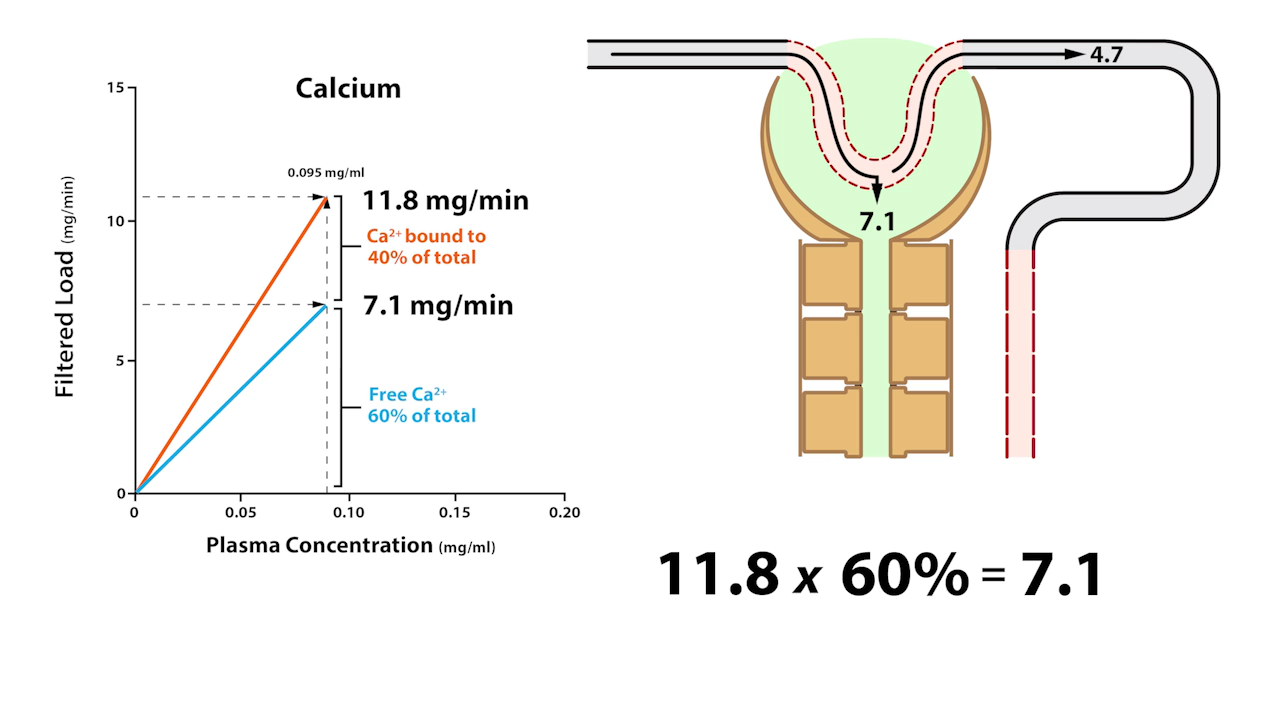 Calcium
15
10
5
0
Filtered Load (mg/min)
0.095 mg/ml
11.8 mg/min
Ca²⁺ bound to
40% of total
7.1 mg/min
Free Ca²⁺
60% of total
0
0.05
0.10
0.15
0.20
Plasma Concentration (mg/ml)
4.7
7.1
11.8 x 60% = 7.1